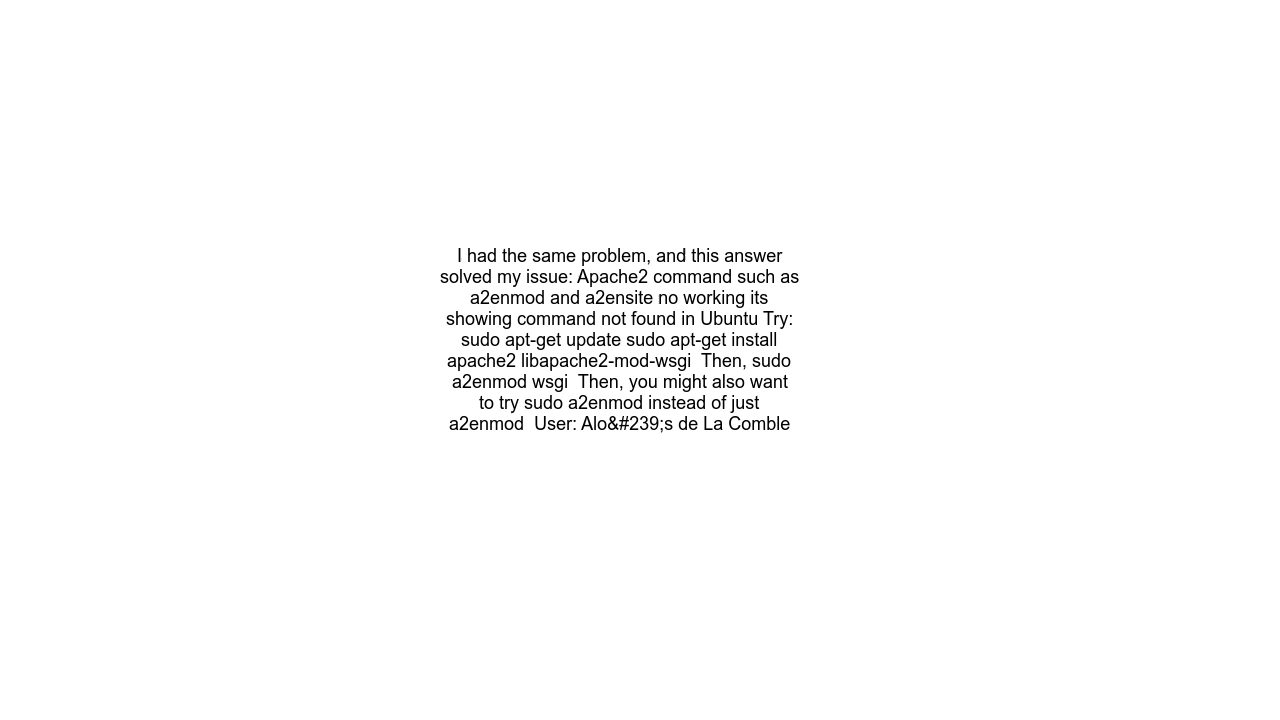 I had the same problem, and this answer
solved my issue: Apache2 command such as
a2enmod and a2ensite no working its
showing command not found in Ubuntu Try:
sudo apt-get update sudo apt-get install
apache2 libapache2-mod-wsgi  Then, sudo
a2enmod wsgi  Then, you might also want
to try sudo a2enmod instead of just
a2enmod  User: Alo&#239;s de La Comble